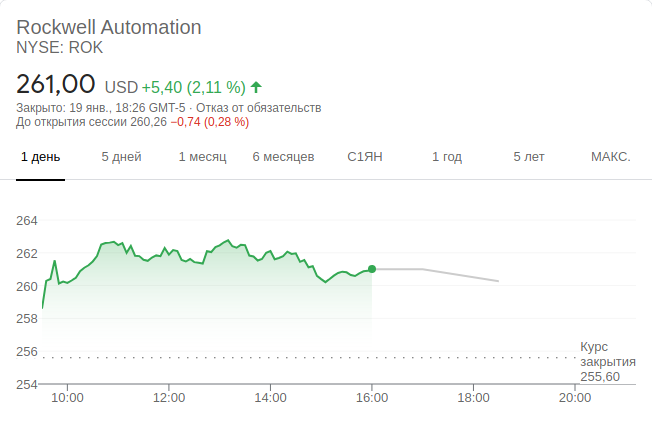 Rockwell Automation
NYSE: ROK
261,00 USD +5,40 (2,11 %)
Закрыто: 19 янв., 18:26 GMT-5 · Отказ от обязательств
До открытия сессии 260,26 −0,74 (0,28 %)
1 день 5 дней 1 месяц 6 месяцев С1ЯН 1 год 5 лет МАКС.
264
262
260
258
256
254
Курс
закрытия
255,60
10:00 12:00 14:00 16:00 18:00 20:00